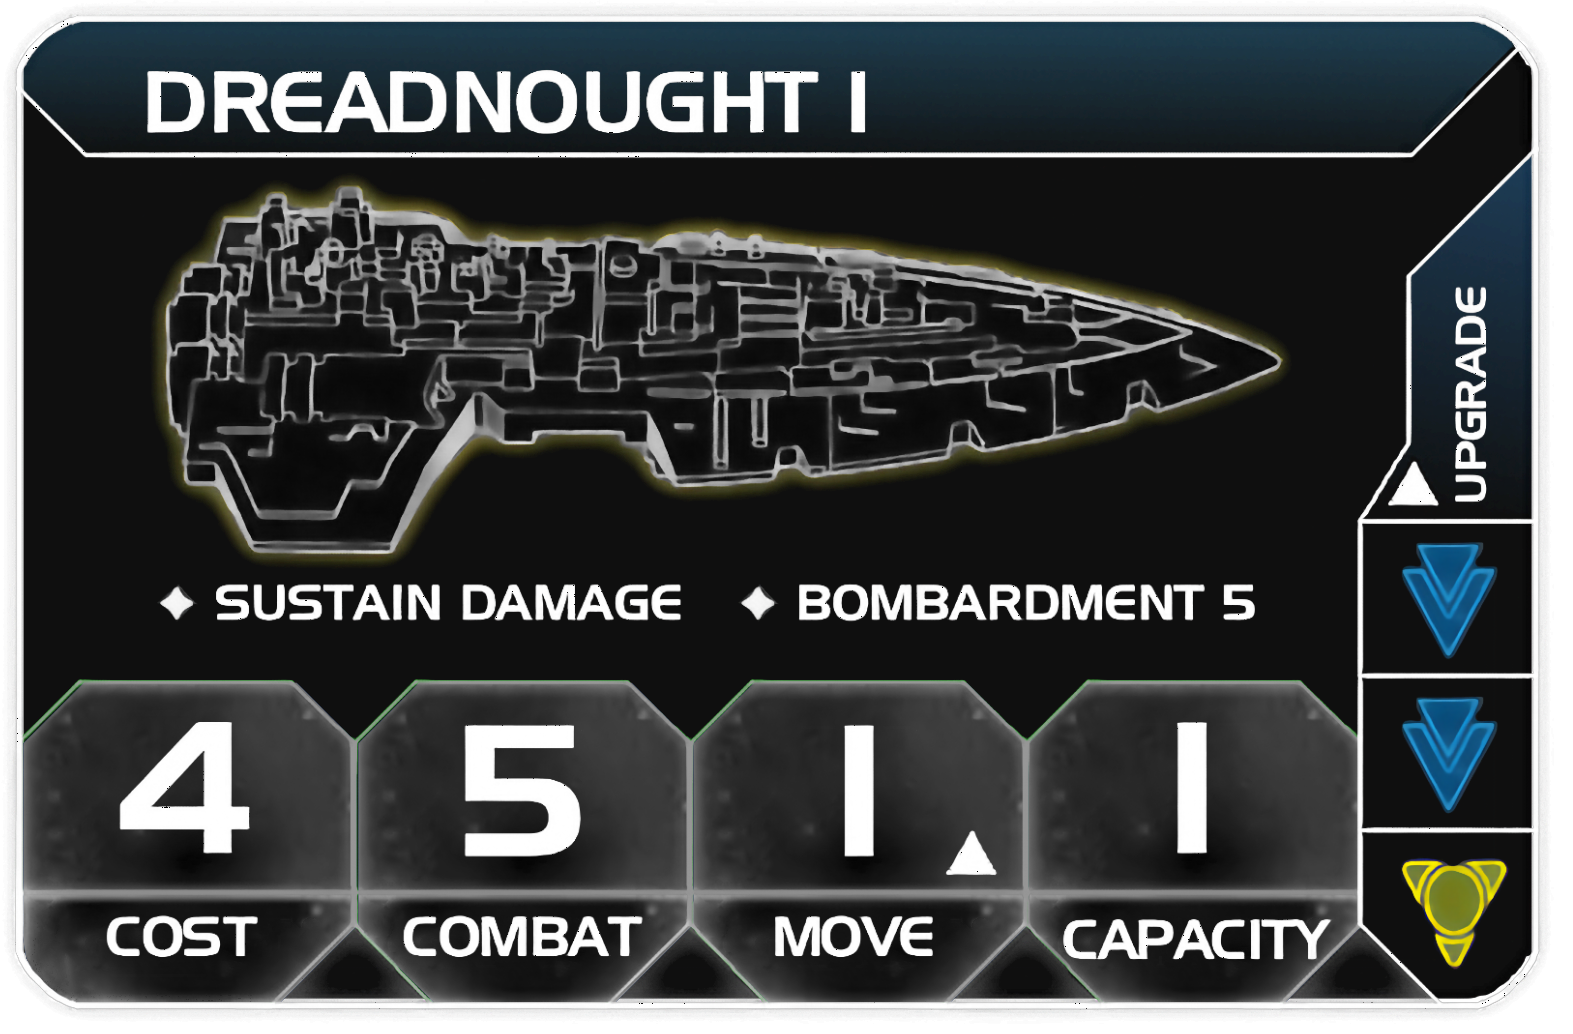 DREADNOUGHT I
UPGRADE
SUSTAIN DAMAGE
BOMBARDMENT 5
4
5
1
1
COST
COMBAT
MOVE
CAPACITY